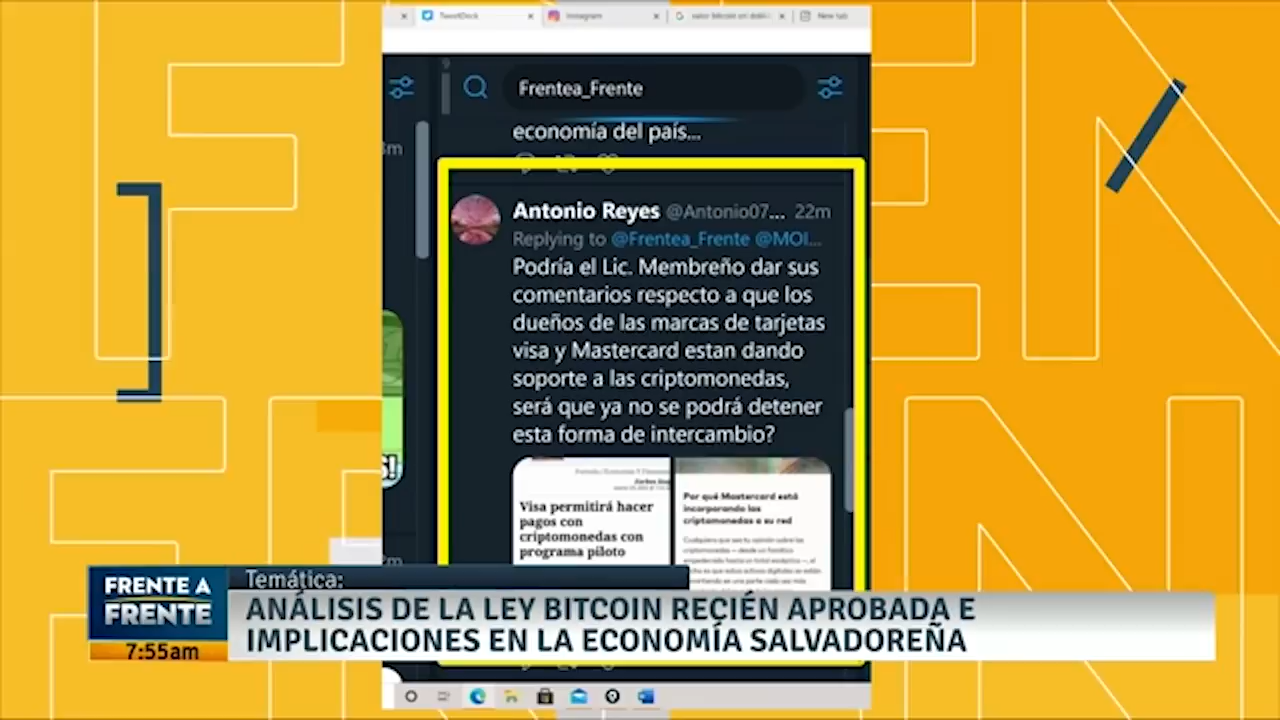 TweetDeck
Instagram
New tab
Frentea_Frente
economía del país...
Antonio Reyes @Antonio07... 22m
Replying to @Frentea_Frente @MOI...
Podría el Lic. Membreño dar sus
comentarios respecto a que los
dueños de las marcas de tarjetas
visa y Mastercard estan dando
soporte a las criptomonedas,
será que ya no se podrá detener
esta forma de intercambio?
Visa permitirá hacer
pagos con
criptomonedas con
programa piloto
Por qué Mastercard está
incorporando las
criptomonedas a su red
FRENTE A
FRENTE
7:55am
Temática:
ANÁLISIS DE LA LEY BITCOIN RECIÉN APROBADA E
IMPLICACIONES EN LA ECONOMÍA SALVADOREÑA